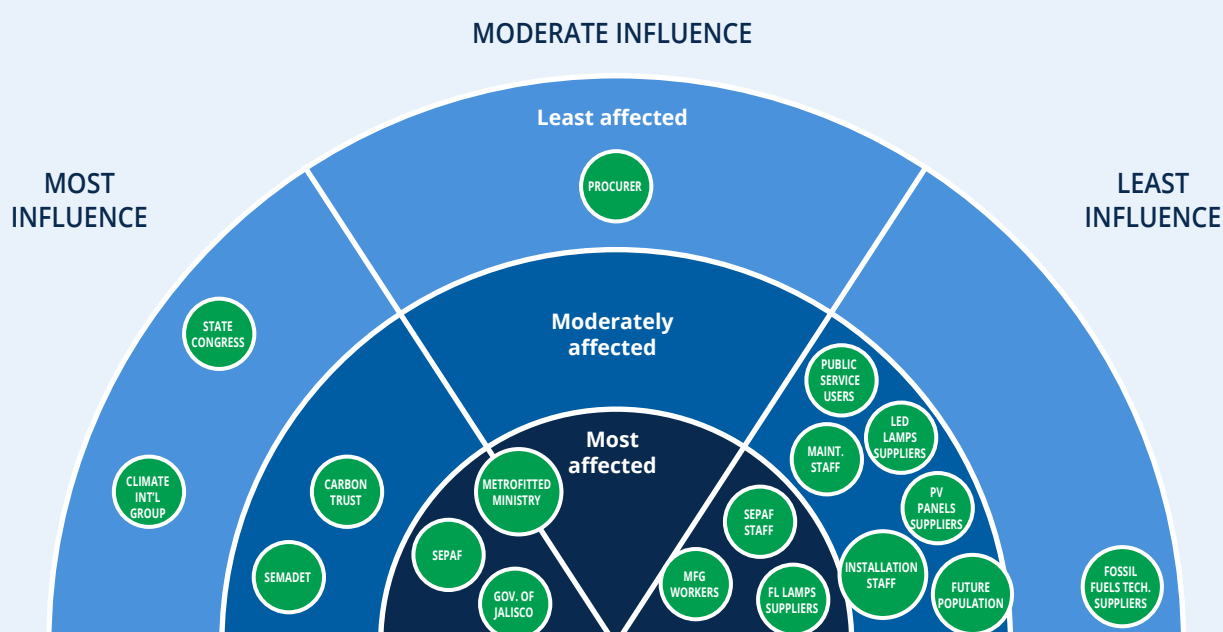 MODERATE INFLUENCE
MOST
INFLUENCE
LEAST
INFLUENCE
Least affected
PROCURER
Moderately
affected
Most
affected
STATE
CONGRESS
CLIMATE
INT'L
GROUP
CARBON
TRUST
SEMADET
METROFITTED
MINISTRY
SEPAF
GOV. OF
JALISCO
PUBLIC
SERVICE
USERS
LED
LAMPS
SUPPLIERS
MAINT.
STAFF
PV
PANELS
SUPPLIERS
SEPAF
STAFF
MFG
WORKERS
FL LAMPS
SUPPLIERS
INSTALLATION
STAFF
FUTURE
POPULATION
FOSSIL
FUELS TECH.
SUPPLIERS